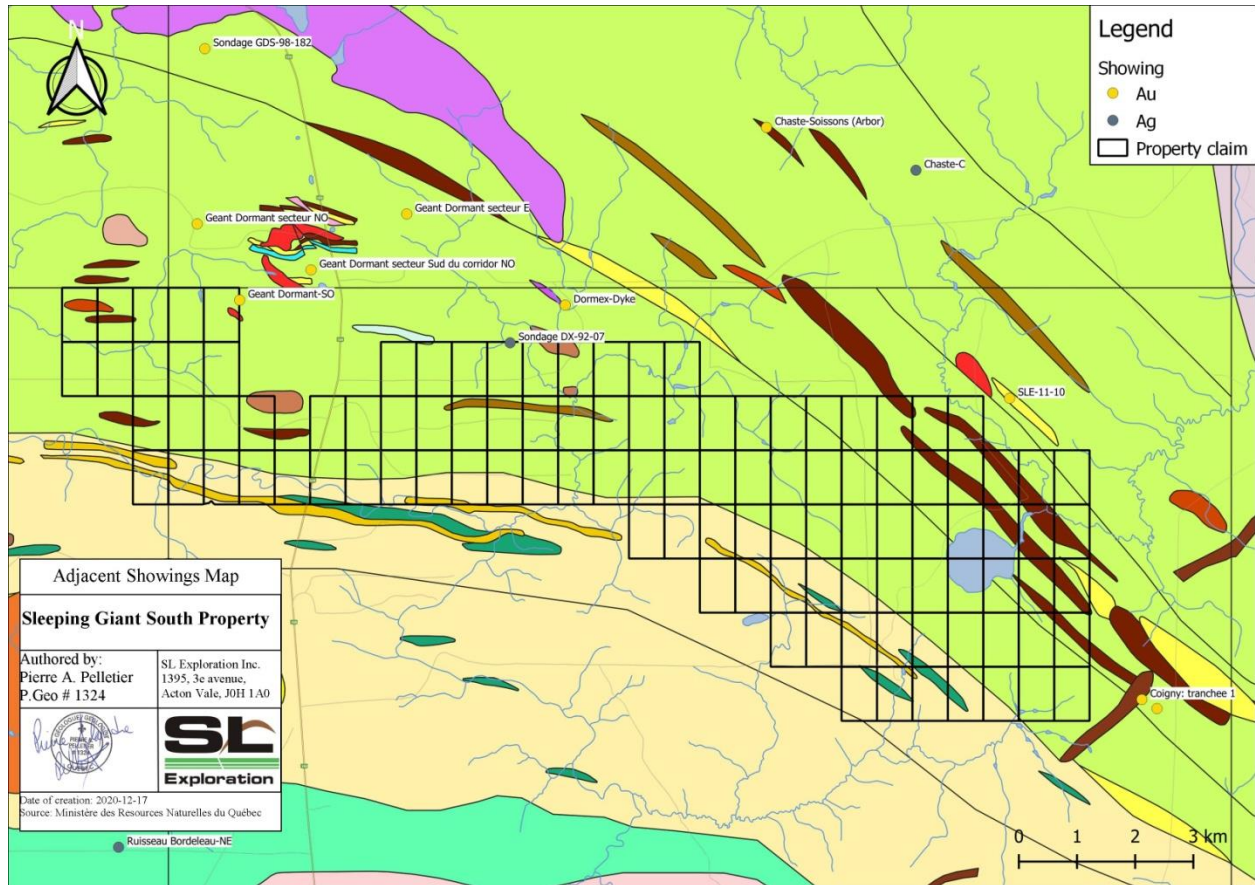 N
Sondage GDS-98-182
Legend
Showing
Au
Ag
Property claim
Chaste-Soissons (Arbor)
Chaste-C
Geant Dormant secteur E
Geant Dormant secteur NO
Geant Dormant secteur Sud du corridor NO
Geant Dormant-SO
Dormex-Dyke
Sondage DX-92-07
SLE-11-10
Coigny: tranchee 1
Adjacent Showings Map
Sleeping Giant South Property
Authored by:
Pierre A. Pelletier
P.Geo # 1324
SL Exploration Inc.
1395, 3e avenue,
Acton Vale, J0H 1A0
SL
Exploration
Date of creation: 2020-12-17
Source: Ministère des Resources Naturelles du Québec
Ruisseau Bordeleau-NE
0 1 2 3 km